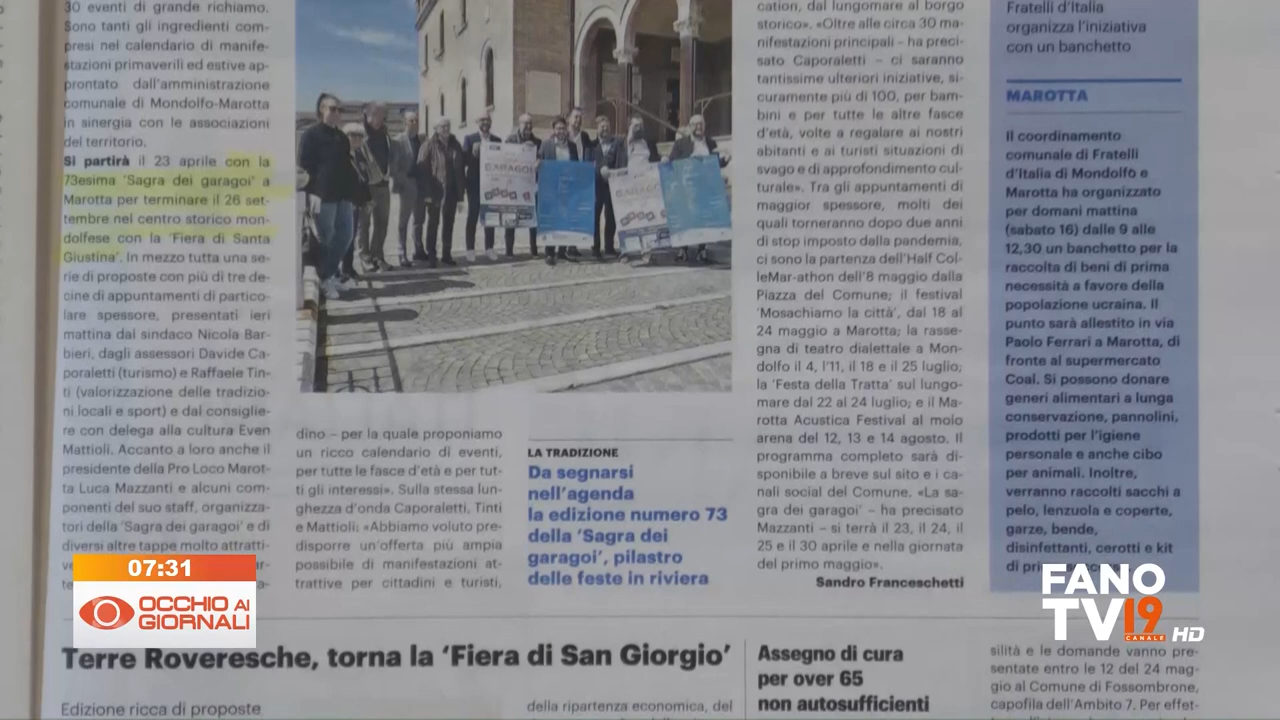 30 eventi di grande richiamo.
Sono tanti gli ingredienti com-
presi nel calendario di manife-
stazioni primaverili ed estive ap-
prontato dall'amministrazione
comunale di Mondolfo-Marotta
in sinergia con le associazioni
del territorio.
Si partirà il 23 aprile con la
73esima 'Sagra dei garagoi' a
Marotta per terminare il 26 set-
tembre nel centro storico mon-
dolfese con la 'Fiera di Santa
Giustina'. In mezzo tutta una se-
rie di proposte con più di tre de-
cine di appuntamenti di partico-
lare spessore, presentati ieri
mattina dal sindaco Nicola Bar-
bieri, dagli assessori Davide Ca-
poraletti (turismo) e Raffaele Tin-
ti (valorizzazione delle tradizio-
ni locali e sport) e dal consiglie-
re con delega alla cultura Even
Mattioli. Accanto a loro anche il
presidente della Pro Loco Marot-
ta Luca Mazzanti e alcuni com-
ponenti del suo staff, organizza-
tori della 'Sagra dei garagoi' e di
diversi altre tappe molto attratti-
GARAGOI
GARAGOI
dino – per la quale proponiamo
un ricco calendario di eventi,
per tutte le fasce d'età e per tut-
ti gli interessi». Sulla stessa lun-
ghezza d'onda Caporaletti, Tinti
e Mattioli: «Abbiamo voluto pre-
disporre un'offerta più ampia
possibile di manifestazioni at-
trattive per cittadini e turisti,
LA TRADIZIONE
Da segnarsi
nell'agenda
la edizione numero 73
della 'Sagra dei
garagoi', pilastro
delle feste in riviera
cation, dal lungomare al borgo
storico». «Oltre alle circa 30 ma-
nifestazioni principali – ha preci-
sato Caporaletti – ci saranno
tantissime ulteriori iniziative, si-
curamente più di 100, per bam-
bini e per tutte le altre fasce
d'età, volte a regalare ai nostri
abitanti e ai turisti situazioni di
svago e di approfondimento cul-
turale». Tra gli appuntamenti di
maggior spessore, molti dei
quali torneranno dopo due anni
di stop imposto dalla pandemia,
ci sono la partenza dell'Half Col-
leMar-athon dell'8 maggio dalla
Piazza del Comune; il festival
'Mosachiamo la città', dal 18 al
24 maggio a Marotta; la rasse-
gna di teatro dialettale a Mon-
dolfo il 4, l'11, il 18 e il 25 luglio;
la 'Festa della Tratta' sul lungo-
mare dal 22 al 24 luglio; e il Ma-
rotta Acustica Festival al molo
arena del 12, 13 e 14 agosto. Il
programma completo sarà di-
sponibile a breve sul sito e i ca-
nali social del Comune. «La sa-
gra dei garagoi' – ha precisato
Mazzanti – si terrà il 23, il 24, il
25 e il 30 aprile e nella giornata
del primo maggio».
Sandro Franceschetti
Fratelli d'Italia
organizza l'iniziativa
con un banchetto
MAROTTA
Il coordinamento
comunale di Fratelli
d'Italia di Mondolfo e
Marotta ha organizzato
per domani mattina
(sabato 16) dalle 9 alle
12,30 un banchetto per la
raccolta di beni di prima
necessità a favore della
popolazione ucraina. Il
punto sarà allestito in via
Paolo Ferrari a Marotta, di
fronte al supermercato
Coal. Si possono donare
generi alimentari a lunga
conservazione, pannolini,
prodotti per l'igiene
personale e anche cibo
per animali. Inoltre,
verranno raccolti sacchi a
pelo, lenzuola e coperte,
garze, bende,
disinfettanti, cerotti e kit
07:31
OCCHIO AI
GIORNALI
FANO
TV19
CANALE
HD
Terre Roveresche, torna la 'Fiera di San Giorgio'
Edizione ricca di proposte
della ripartenza economica, del
Assegno di cura
per over 65
non autosufficienti
silità e le domande vanno pre-
sentate entro le 12 del 24 mag-
gio al Comune di Fossombrone,
capofila dell'Ambito 7. Per effet-